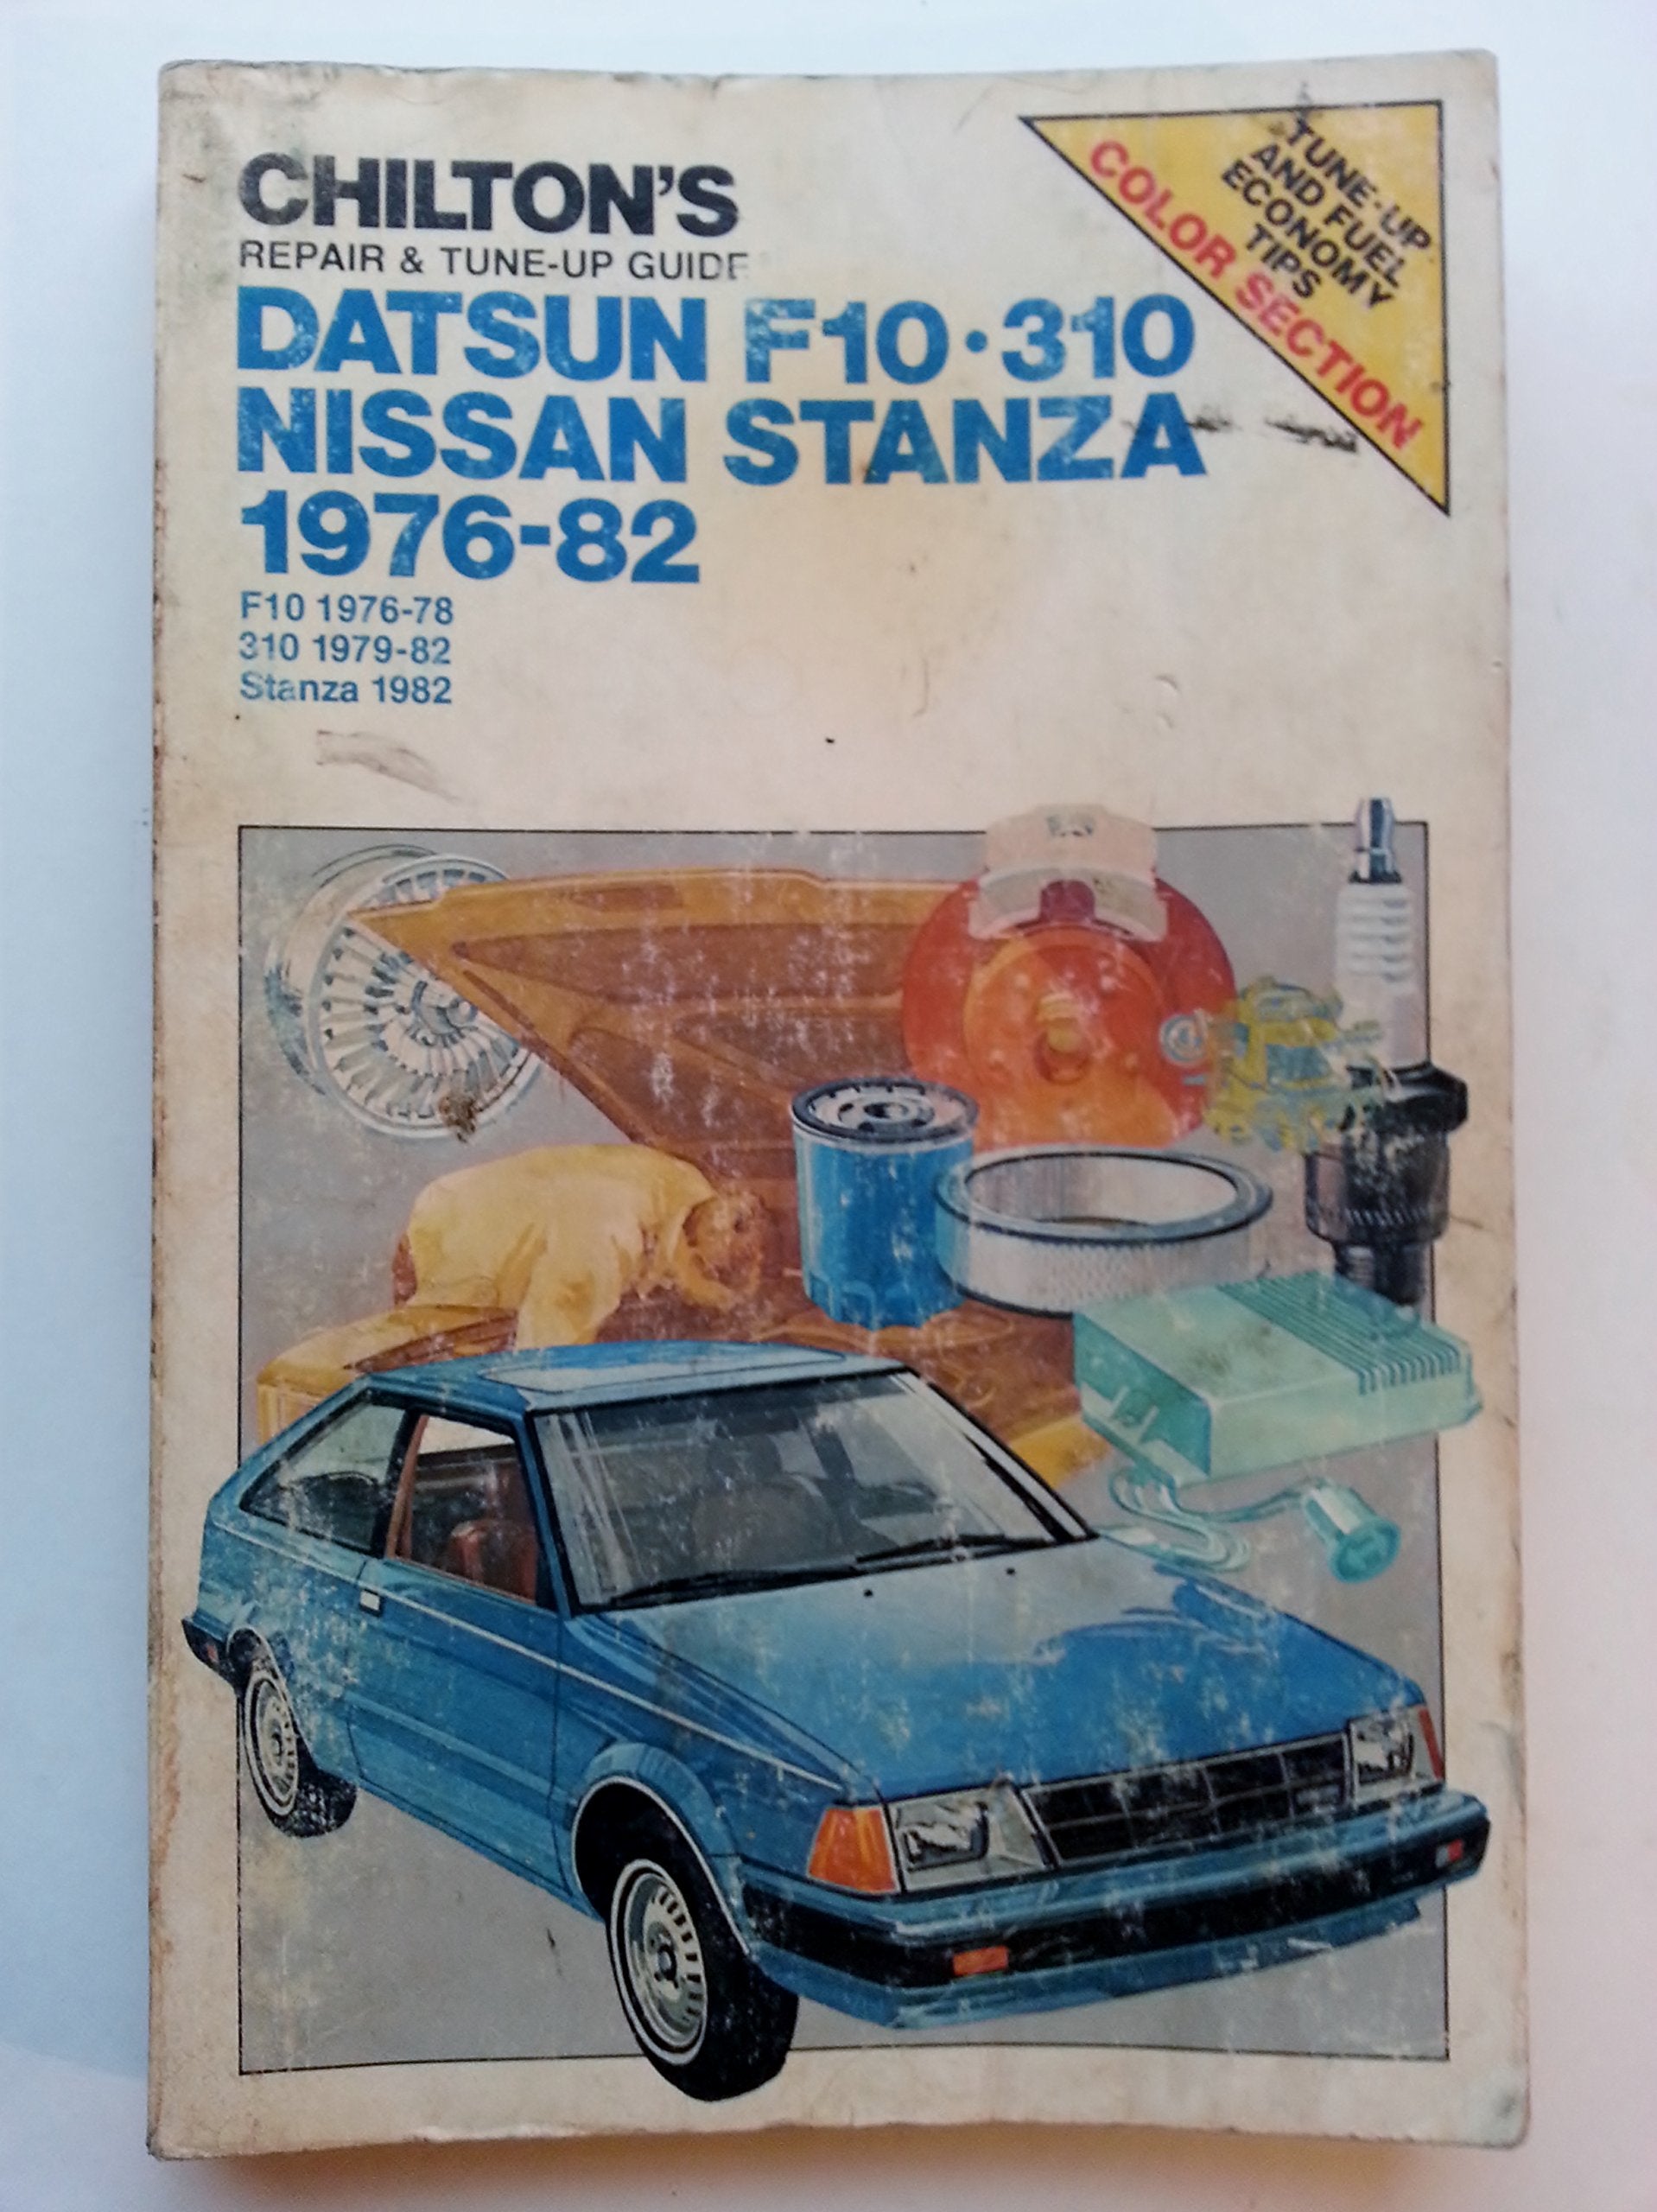 CHILTON'S
REPAIR & TUNE-UP GUIDE
DATSUN F10·310
NISSAN STANZA
1976-82
F10 1976-78
310 1979-82
Stanza 1982
TUNE-UP
AND FUEL
ECONOMY
TIPS
COLOR SECTION